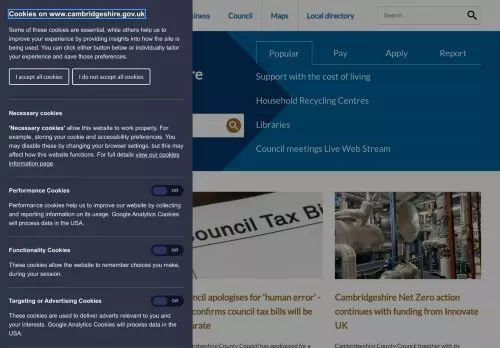 Cookies on www.cambridgeshire.gov.uk
Some of these cookies are essential, while others help us to
improve your experience by providing insights into how the site is
being used. You can click either button below or individually tailor
your experience and save those preferences.
I accept all cookies
I do not accept all cookies
Necessary cookies
'Necessary cookies' allow this website to work properly. For
example, storing your cookie and accessibility preferences. You
may disable these by changing your browser settings, but this may
affect how this website functions. For full details view our cookies
information page.
Performance Cookies
Off
Performance cookies help us to improve our website by collecting
and reporting information on its usage. Google Analytics Cookies
will process data in the USA.
Functionality Cookies
Off
These cookies allow the website to remember choices you make,
during your session.
Targeting or Advertising Cookies
Off
These cookies are used to deliver adverts relevant to you and
your interests. Google Analytics Cookies will process data in the
USA.
siness
Council
Maps
Local directory
re
Popular
Pay
Apply
Report
Support with the cost of living
Household Recycling Centres
Libraries
Council meetings Live Web Stream
ouncil Tax Bi
ncil apologises for 'human error' -
confirms council tax bills will be
urate
Cambridgeshire Net Zero action
continues with funding from Innovate
UK
Cambridgeshire County Council has apologised for a
Cambridgeshire County Council together with its